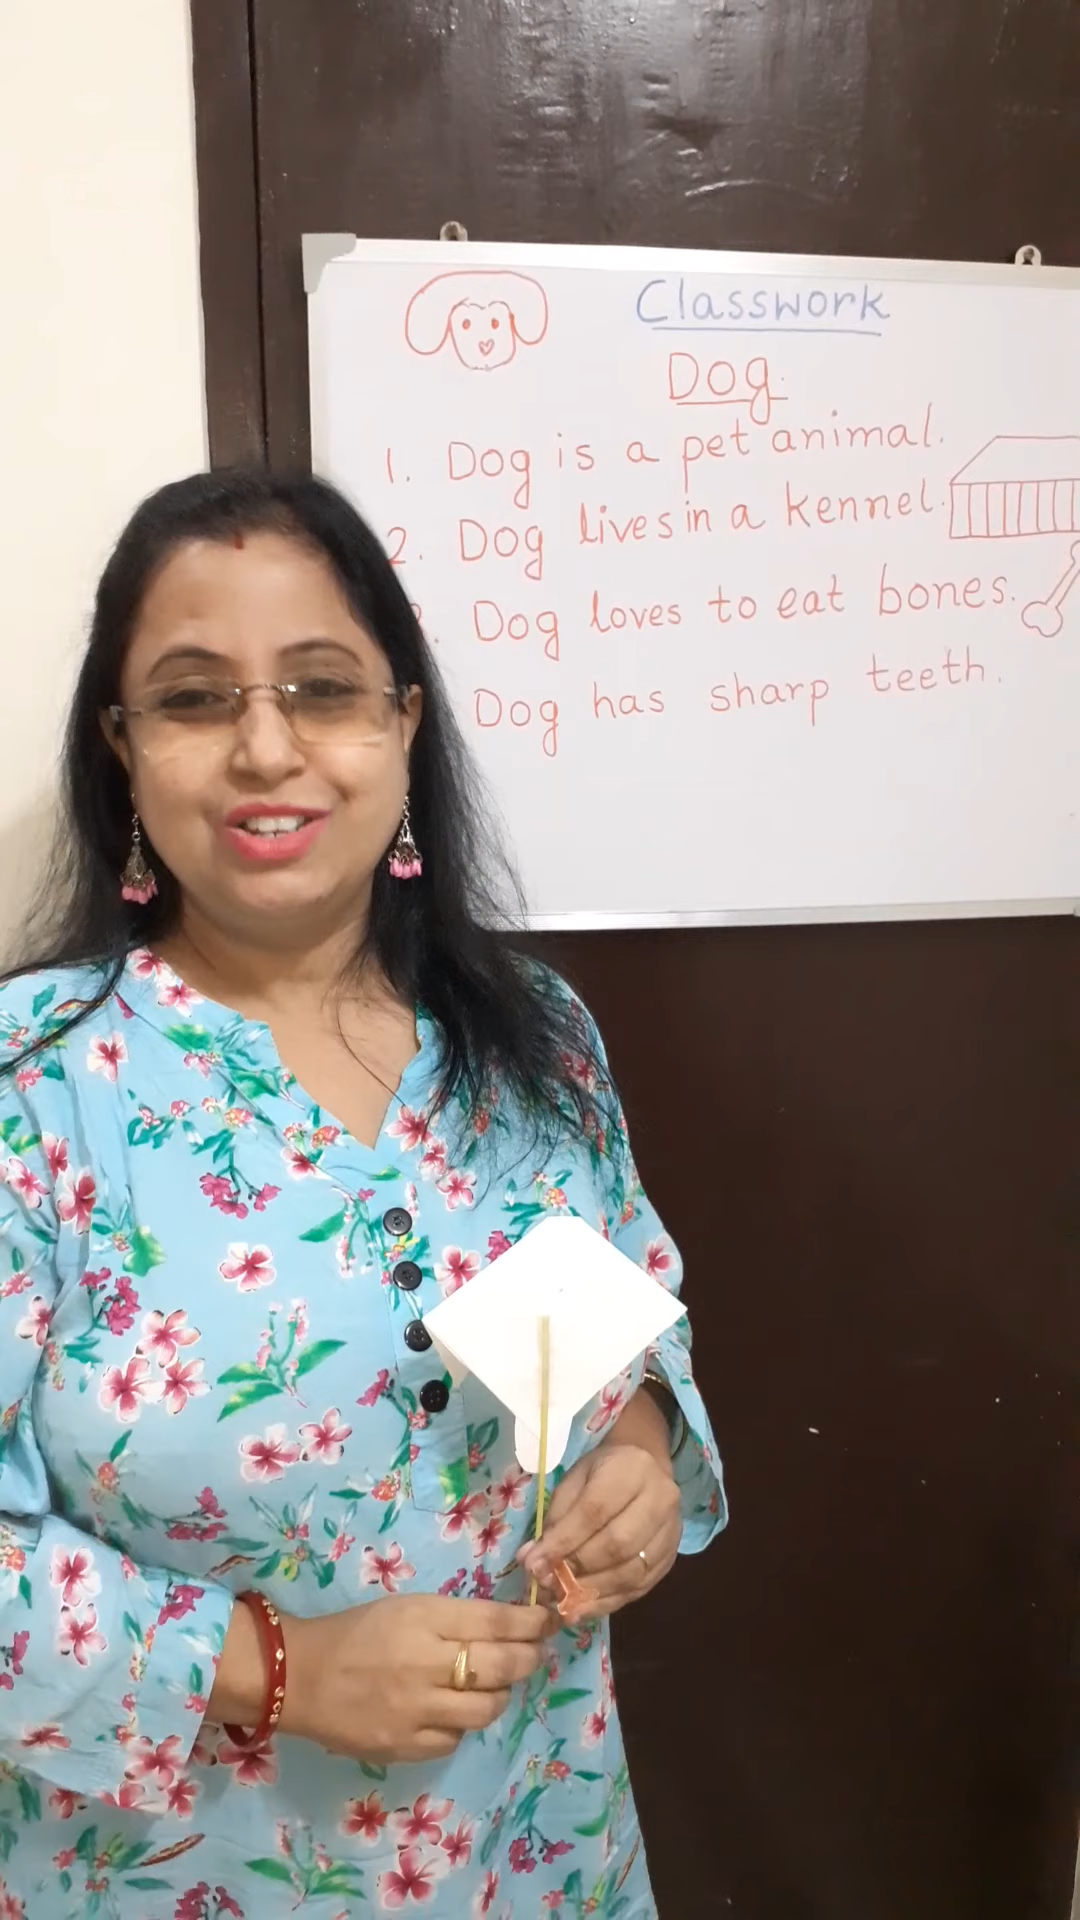 Classwork
Dog
1. Dog is a pet animal.
2. Dog lives in a kennel.
Dog loves to eat bones.
Dog has sharp teeth.